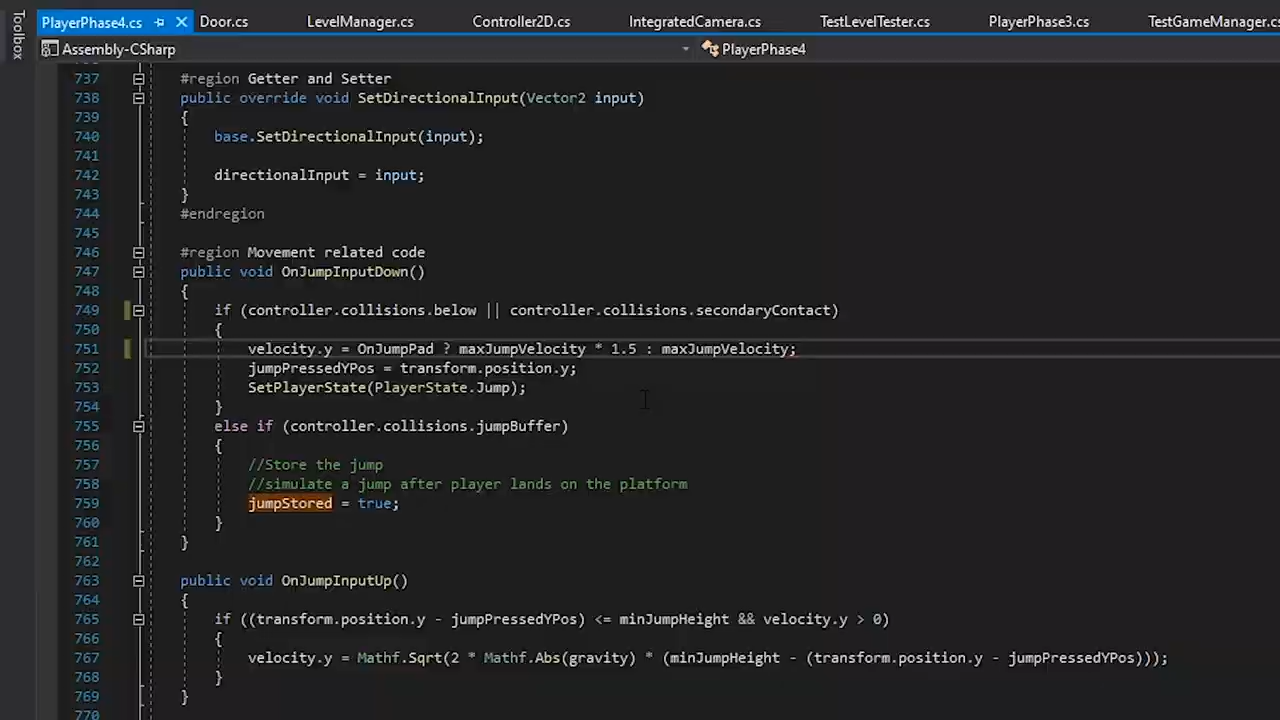 Toolbox
PlayerPhase4.cs Door.cs LevelManager.cs Controller2D.cs IntegratedCamera.cs TestLevelTester.cs PlayerPhase3.cs TestGameManager.cs
Assembly-CSharp PlayerPhase4
737 #region Getter and Setter
738 public override void SetDirectionalInput(Vector2 input)
739 {
740 base.SetDirectionalInput(input);
741
742 directionalInput = input;
743 }
744 #endregion
745
746 #region Movement related code
747 public void OnJumpInputDown()
748 {
749 if (controller.collisions.below || controller.collisions.secondaryContact)
750 {
751 velocity.y = OnJumpPad ? maxJumpVelocity * 1.5 : maxJumpVelocity;
752 jumpPressedYPos = transform.position.y;
753 SetPlayerState(PlayerState.Jump);
754 }
755 else if (controller.collisions.jumpBuffer)
756 {
757 //Store the jump
758 //simulate a jump after player lands on the platform
759 jumpStored = true;
760 }
761 }
762
763 public void OnJumpInputUp()
764 {
765 if ((transform.position.y - jumpPressedYPos) <= minJumpHeight && velocity.y > 0)
766 {
767 velocity.y = Mathf.Sqrt(2 * Mathf.Abs(gravity) * (minJumpHeight - (transform.position.y - jumpPressedYPos)));
768 }
769 }
770